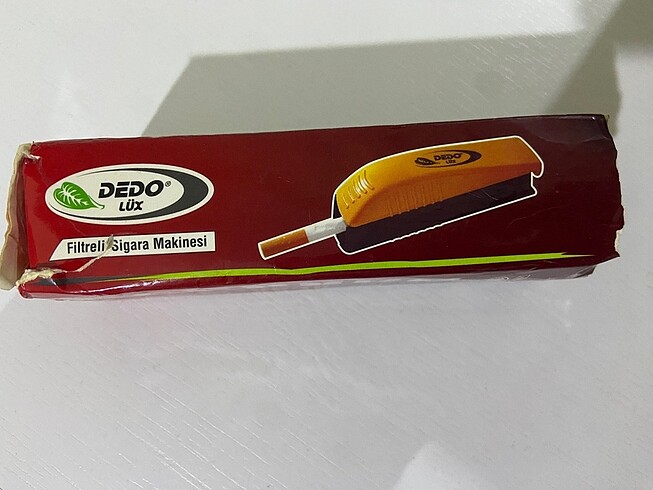 DEDO®
LÜX
Filtreli Sigara Makinesi
DEDO
LÜX